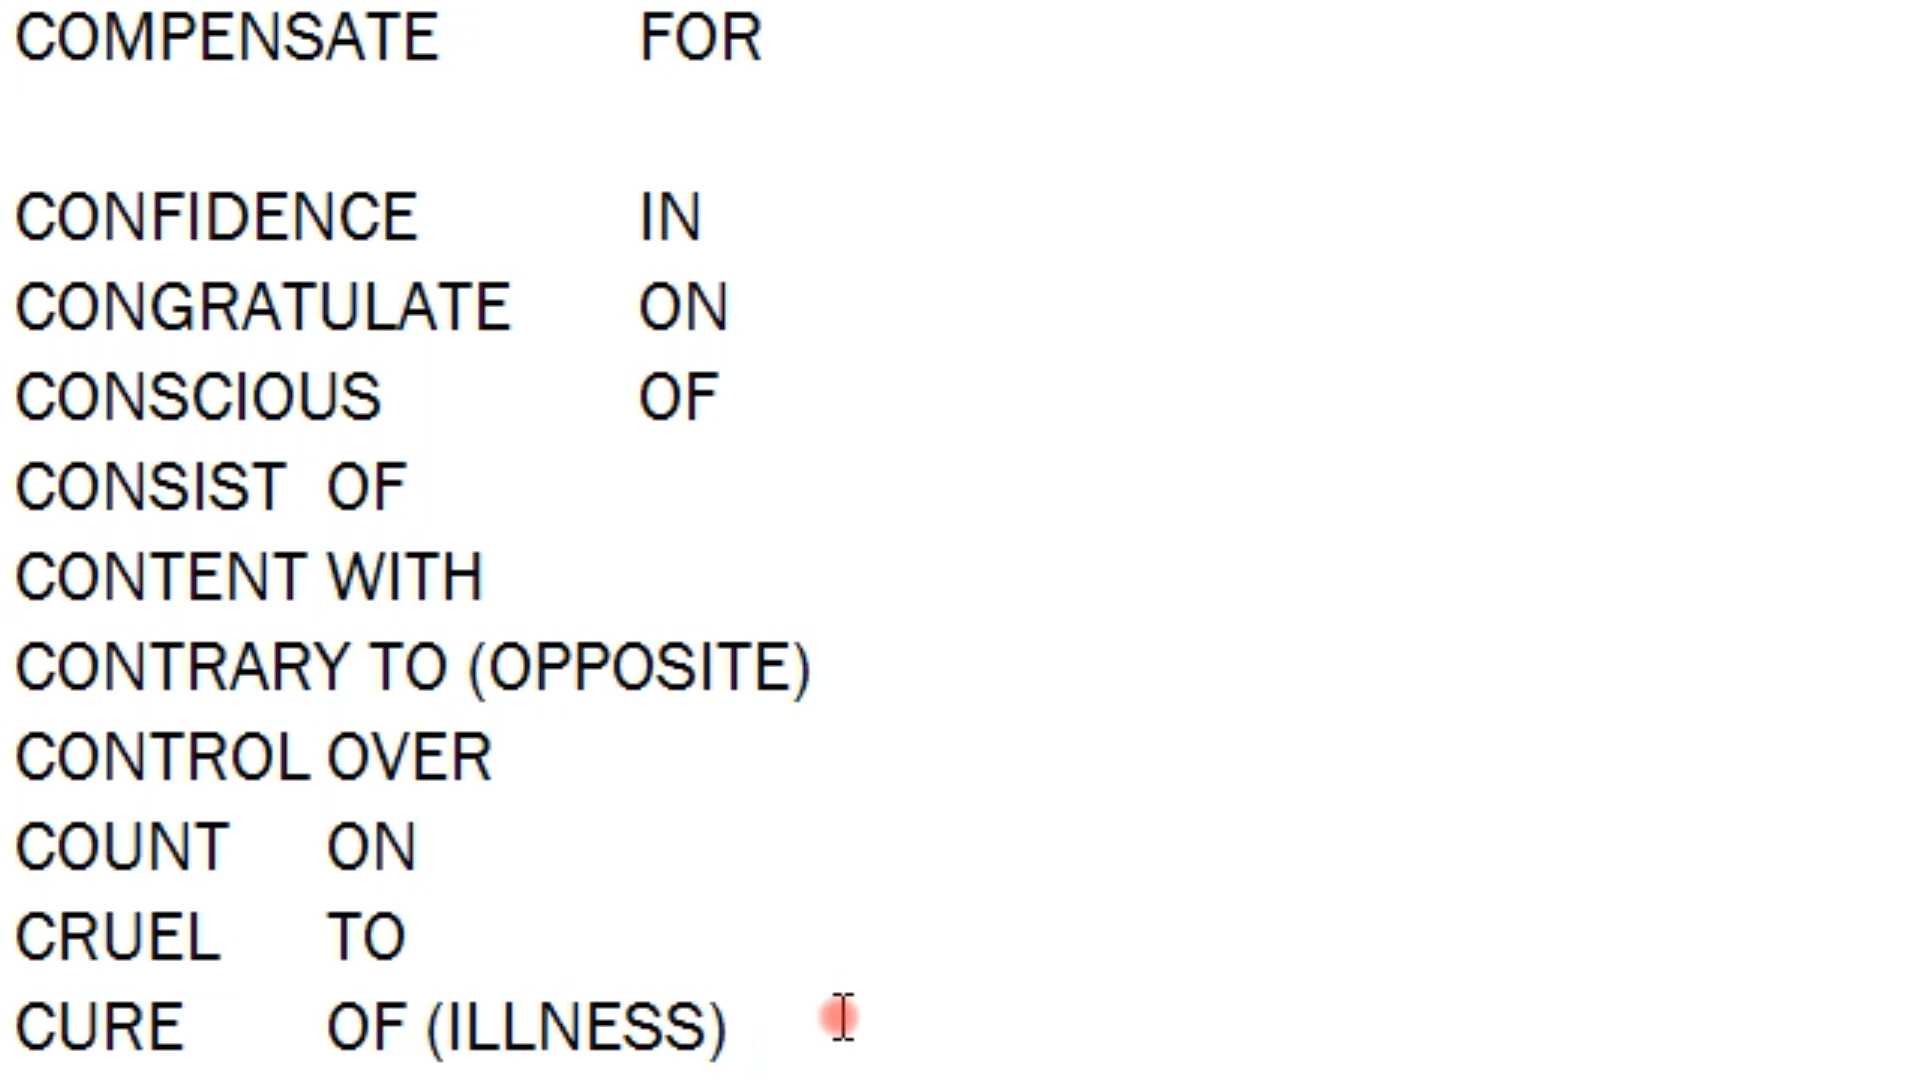 COMPENSATE FOR
CONFIDENCE IN
CONGRATULATE ON
CONSCIOUS OF
CONSIST OF
CONTENT WITH
CONTRARY TO (OPPOSITE)
CONTROL OVER
COUNT ON
CRUEL TO
CURE OF (ILLNESS)